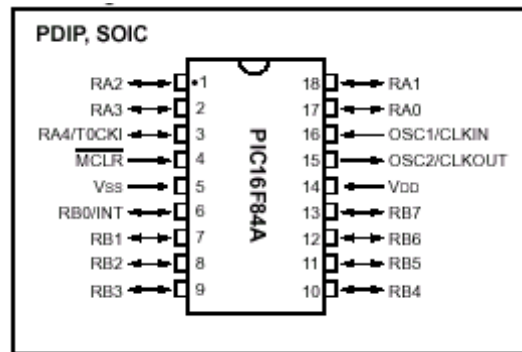 PDIP, SOIC
RA2 •1 18 RA1
RA3 2 17 RA0
RA4/T0CKI 3 16 OSC1/CLKIN
MCLR 4 15 OSC2/CLKOUT
VSS 5 14 VDD
RB0/INT 6 13 RB7
RB1 7 12 RB6
RB2 8 11 RB5
RB3 9 10 RB4
PIC16F84A